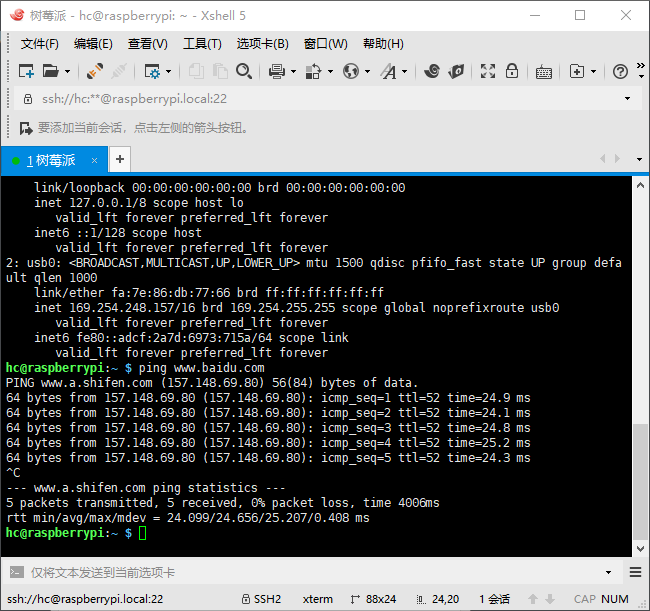 树莓派 - hc@raspberrypi: ~ - Xshell 5
文件(F) 编辑(E) 查看(V) 工具(T) 选项卡(B) 窗口(W) 帮助(H)
ssh://hc:**@raspberrypi.local:22
要添加当前会话，点击左侧的箭头按钮。
1 树莓派 × +
link/loopback 00:00:00:00:00:00 brd 00:00:00:00:00:00
inet 127.0.0.1/8 scope host lo
valid_lft forever preferred_lft forever
inet6 ::1/128 scope host
valid_lft forever preferred_lft forever
2: usb0: <BROADCAST,MULTICAST,UP,LOWER_UP> mtu 1500 qdisc pfifo_fast state UP group defa
ult qlen 1000
link/ether fa:7e:86:db:77:66 brd ff:ff:ff:ff:ff:ff
inet 169.254.248.157/16 brd 169.254.255.255 scope global noprefixroute usb0
valid_lft forever preferred_lft forever
inet6 fe80::adcf:2a7d:6973:715a/64 scope link
valid_lft forever preferred_lft forever
hc@raspberrypi:~ $ ping www.baidu.com
PING www.a.shifen.com (157.148.69.80) 56(84) bytes of data.
64 bytes from 157.148.69.80 (157.148.69.80): icmp_seq=1 ttl=52 time=24.9 ms
64 bytes from 157.148.69.80 (157.148.69.80): icmp_seq=2 ttl=52 time=24.1 ms
64 bytes from 157.148.69.80 (157.148.69.80): icmp_seq=3 ttl=52 time=24.8 ms
64 bytes from 157.148.69.80 (157.148.69.80): icmp_seq=4 ttl=52 time=25.2 ms
64 bytes from 157.148.69.80 (157.148.69.80): icmp_seq=5 ttl=52 time=24.3 ms
^C
--- www.a.shifen.com ping statistics ---
5 packets transmitted, 5 received, 0% packet loss, time 4006ms
rtt min/avg/max/mdev = 24.099/24.656/25.207/0.408 ms
hc@raspberrypi:~ $
仅将文本发送到当前选项卡
ssh://hc@raspberrypi.local:22 SSH2 xterm 88x24 24,20 1 会话 CAP NUM